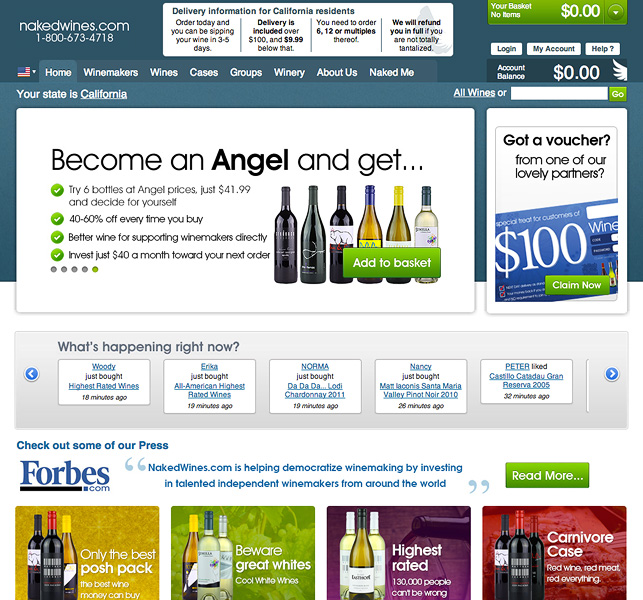 nakedwines.com
1-800-673-4718
Delivery information for California residents
Order today and you can be sipping your wine in 3-5 days.
Delivery is included over $100, and $9.99 below that.
You need to order 6, 12 or multiples thereof.
We will refund you in full if you are not totally tantalized.
Your Basket
No Items
$0.00
Login
My Account
Help ?
Home
Winemakers
Wines
Cases
Groups
Winery
About Us
Naked Me
Account Balance
$0.00
Your state is California
All Wines or
Go
Become an Angel and get...
Try 6 bottles at Angel prices, just $41.99
and decide for yourself
40-60% off every time you buy
Better wine for supporting winemakers directly
Invest just $40 a month toward your next order
Add to basket
Got a voucher?
from one of our
lovely partners?
special treat for customers of
$100
Wine
Claim Now
What's happening right now?
Woody
just bought
Highest Rated Wines
18 minutes ago
Erika
just bought
All-American Highest
Rated Wines
19 minutes ago
NORMA
just bought
Da Da Da... Lodi
Chardonnay 2011
19 minutes ago
Nancy
just bought
Matt Iaconis Santa Maria
Valley Pinot Noir 2010
26 minutes ago
PETER liked
Castillo Catadau Gran
Reserva 2005
32 minutes ago
Check out some of our Press
Forbes
.com
“ NakedWines.com is helping democratize winemaking by investing
in talented independent winemakers from around the world ”
Read More...
Only the best
posh pack
the best wine
money can buy
Beware
great whites
Cool White Wines
Highest
rated
130,000 people
can't be wrong
Carnivore
Case
Red wine, red meat,
red everything.